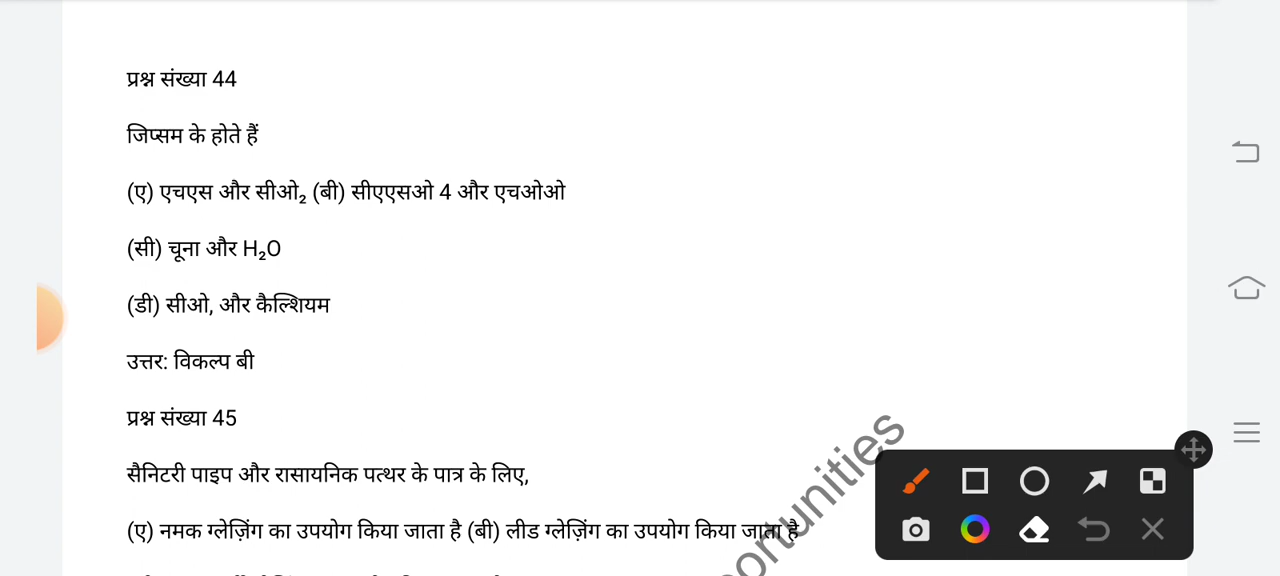 प्रश्न संख्या 44
जिप्सम के होते हैं
(ए) एचएस और सीओ₂ (बी) सीएएसओ 4 और एचओओ
(सी) चूना और H₂O
(डी) सीओ, और कैल्शियम
उत्तर: विकल्प बी
प्रश्न संख्या 45
सैनिटरी पाइप और रासायनिक पत्थर के पात्र के लिए,
(ए) नमक ग्लेज़िंग का उपयोग किया जाता है (बी) लीड ग्लेज़िंग का उपयोग किया जाता है